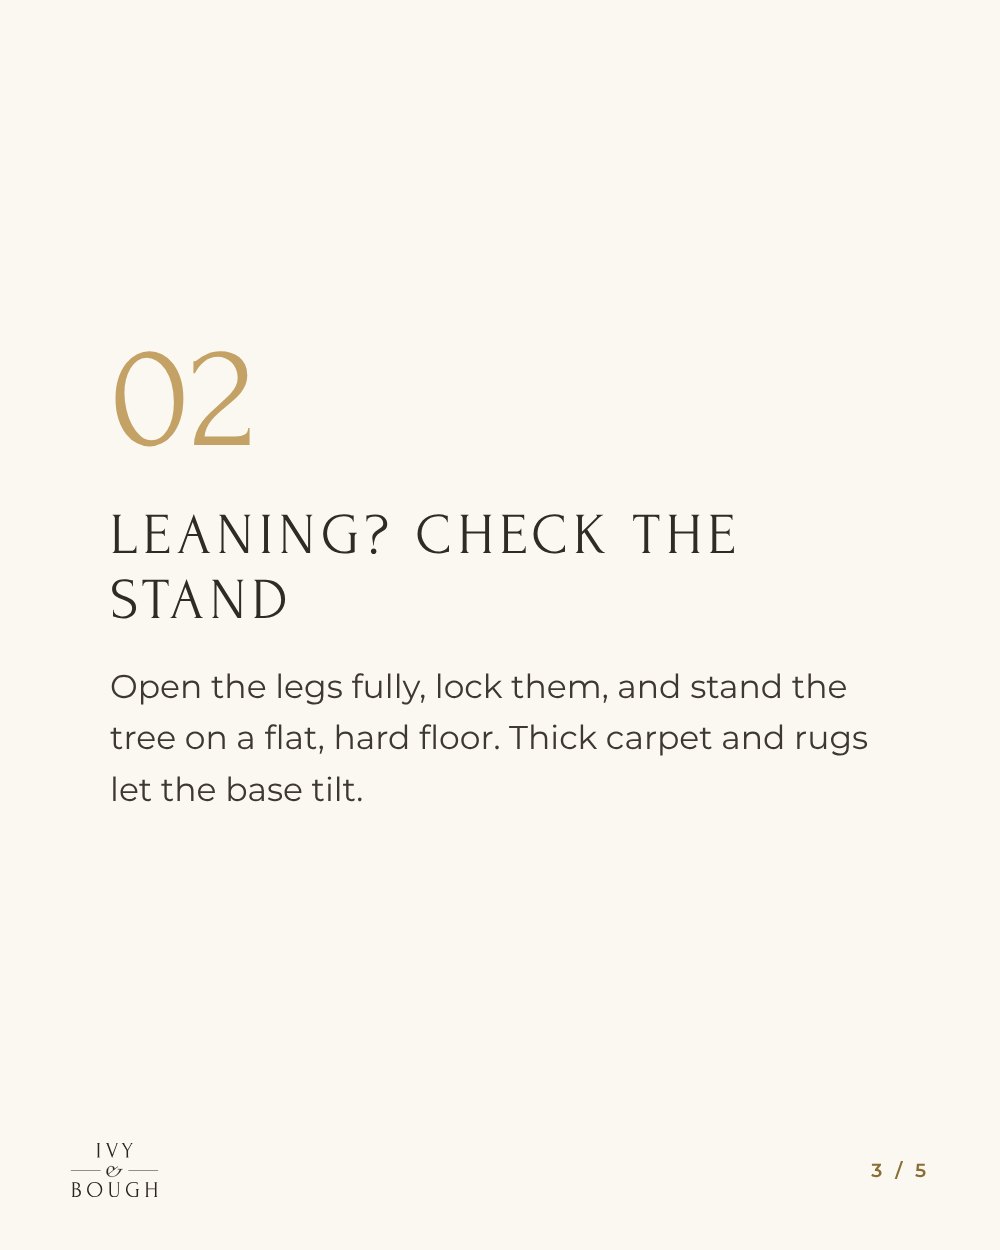 02
LEANING? CHECK THE
STAND
Open the legs fully, lock them, and stand the
tree on a flat, hard floor. Thick carpet and rugs
let the base tilt.
IVY
&
BOUGH
3 / 5